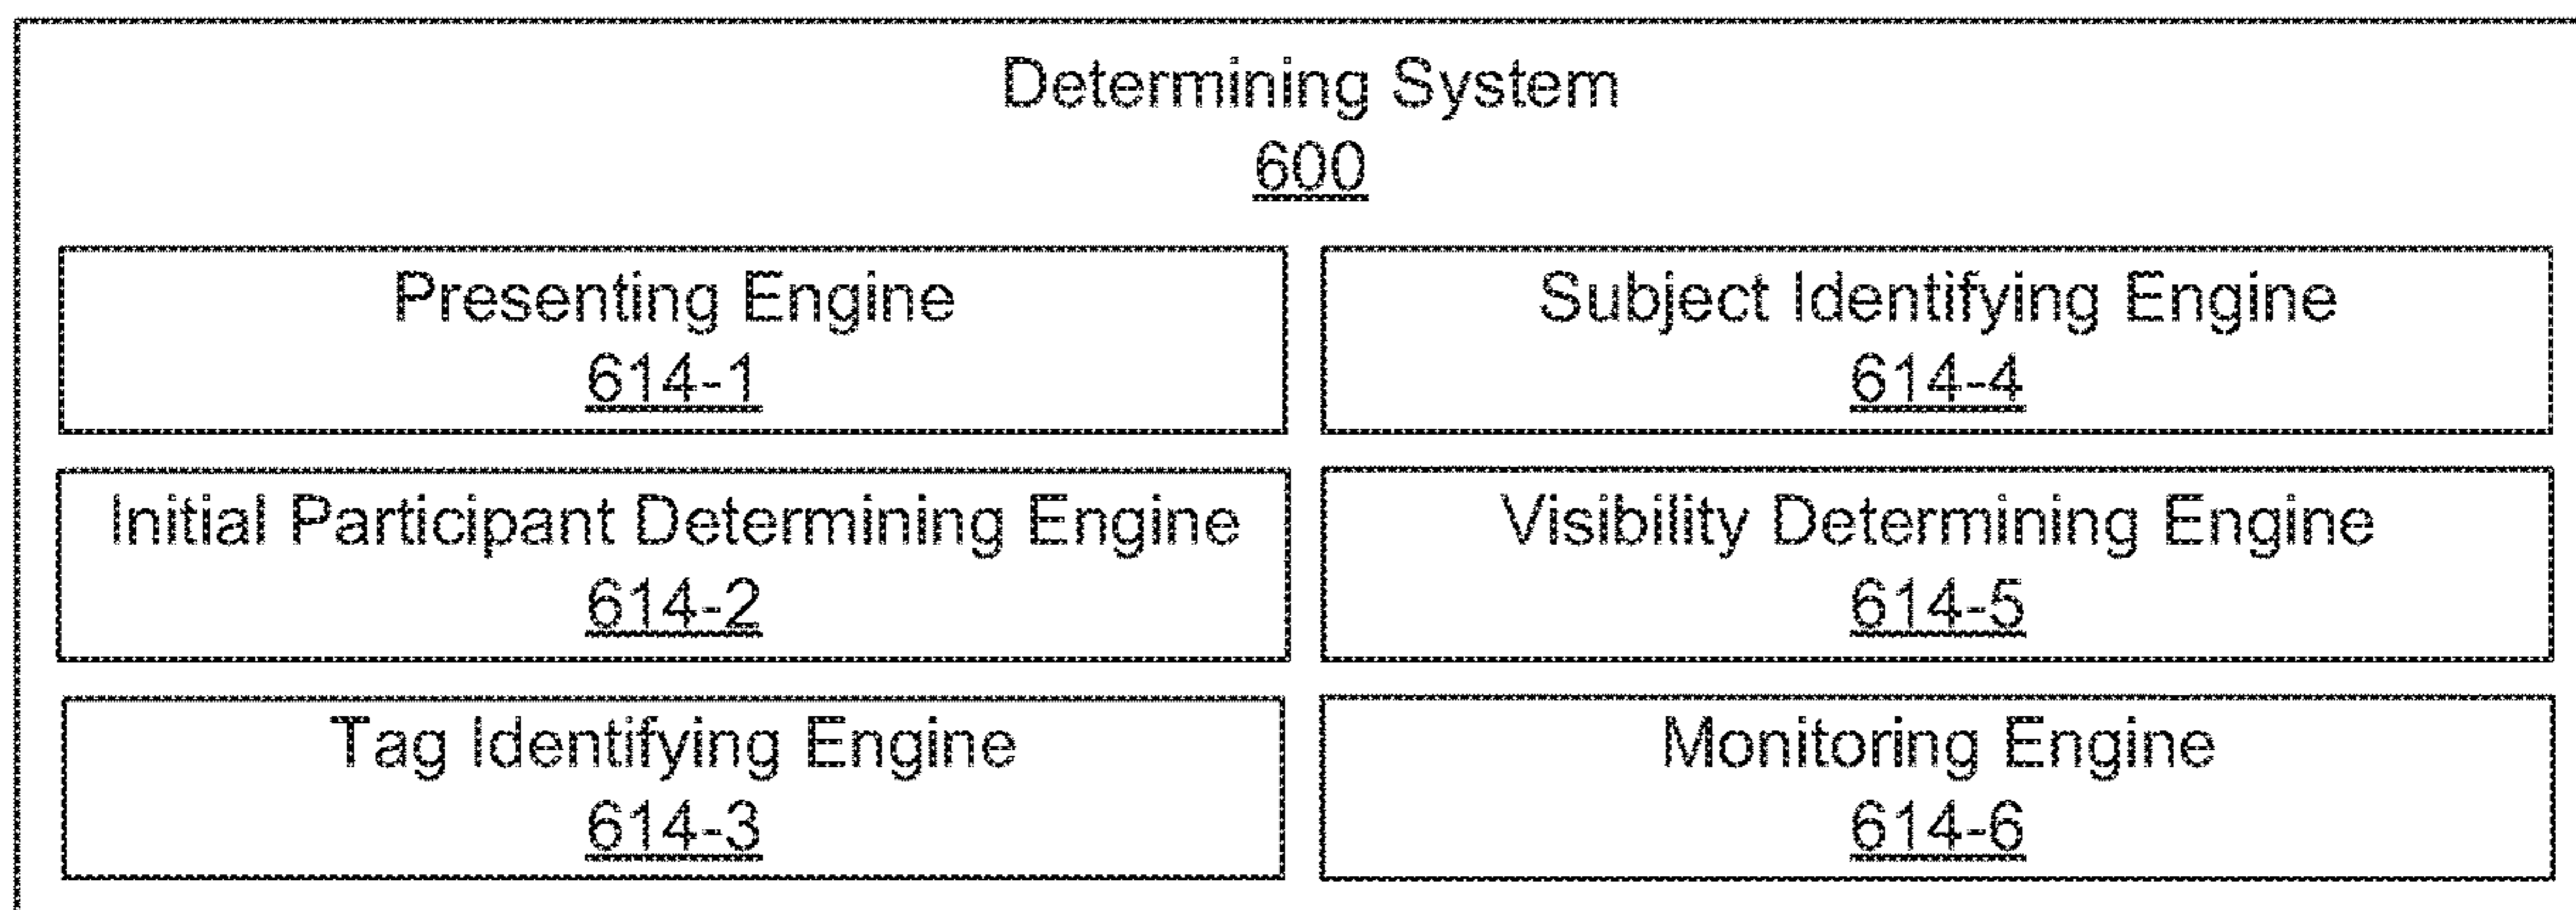 Determining System
600
Presenting Engine
614-1
Subject Identifying Engine
614-4
Initial Participant Determining Engine
614-2
Visibility Determining Engine
614-5
Tag Identifying Engine
614-3
Monitoring Engine
614-6